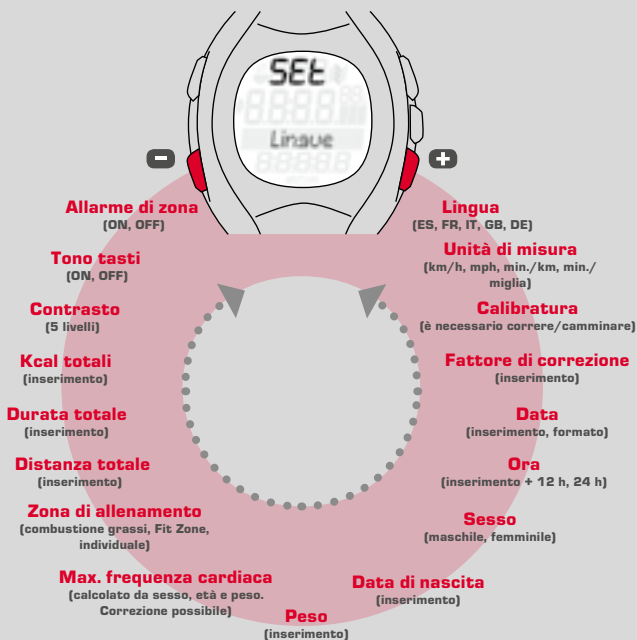 SEt
Lingue
−
+
Allarme di zona
(ON, OFF)
Tono tasti
(ON, OFF)
Contrasto
(5 livelli)
Kcal totali
(inserimento)
Durata totale
(inserimento)
Distanza totale
(inserimento)
Zona di allenamento
(combustione grassi, Fit Zone,
individuale)
Max. frequenza cardiaca
(calcolato da sesso, età e peso.
Correzione possibile)
Peso
(inserimento)
Lingua
(ES, FR, IT, GB, DE)
Unità di misura
(km/h, mph, min./km, min./
miglia)
Calibratura
(è necessario correre/camminare)
Fattore di correzione
(inserimento)
Data
(inserimento, formato)
Ora
(inserimento + 12 h, 24 h)
Sesso
(maschile, femminile)
Data di nascita
(inserimento)